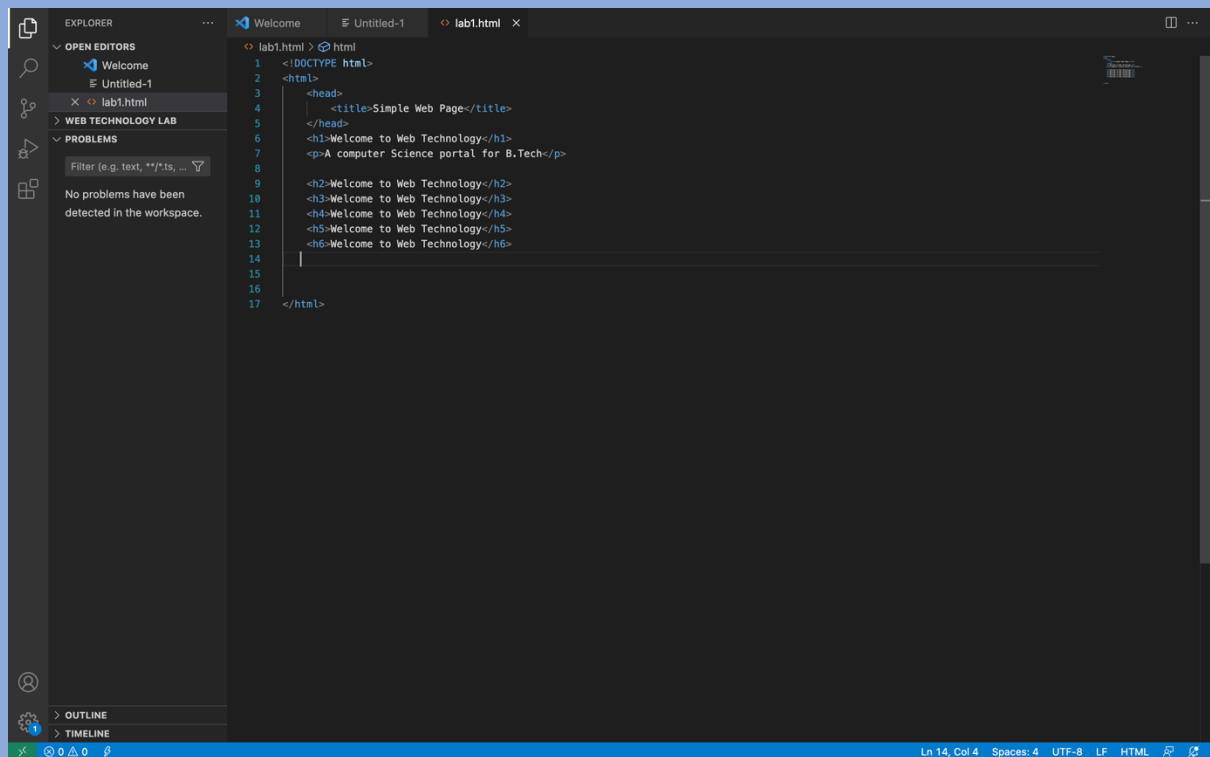 EXPLORER
OPEN EDITORS
Welcome
Untitled-1
lab1.html
WEB TECHNOLOGY LAB
PROBLEMS
Filter (e.g. text, **/*.ts, ...
No problems have been
detected in the workspace.
OUTLINE
TIMELINE
1
Welcome
Untitled-1
lab1.html
lab1.html > html
1 <!DOCTYPE html>
2 <html>
3 <head>
4 <title>Simple Web Page</title>
5 </head>
6 <h1>Welcome to Web Technology</h1>
7 <p>A computer Science portal for B.Tech</p>
8
9 <h2>Welcome to Web Technology</h2>
10 <h3>Welcome to Web Technology</h3>
11 <h4>Welcome to Web Technology</h4>
12 <h5>Welcome to Web Technology</h5>
13 <h6>Welcome to Web Technology</h6>
14
15
16
17 </html>
0 0 Ln 14, Col 4 Spaces: 4 UTF-8 LF HTML